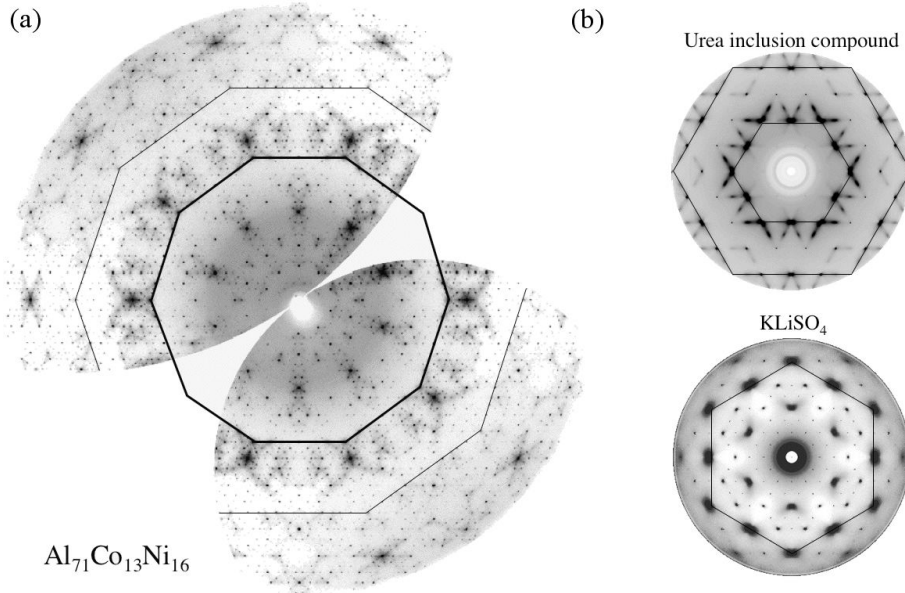 (a)
(b)
Urea inclusion compound
KLiSO₄
Al₇₁Co₁₃Ni₁₆